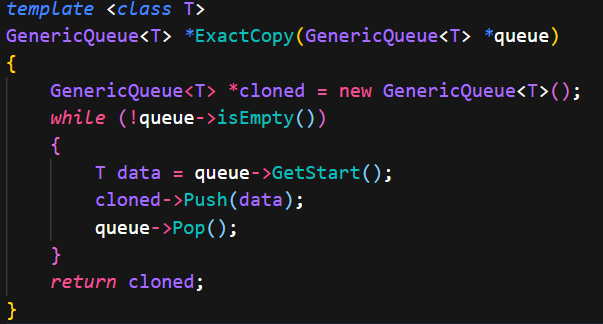 template <class T>
GenericQueue<T> *ExactCopy(GenericQueue<T> *queue)
{
    GenericQueue<T> *cloned = new GenericQueue<T>();
    while (!queue->isEmpty())
    {
        T data = queue->GetStart();
        cloned->Push(data);
        queue->Pop();
    }
    return cloned;
}